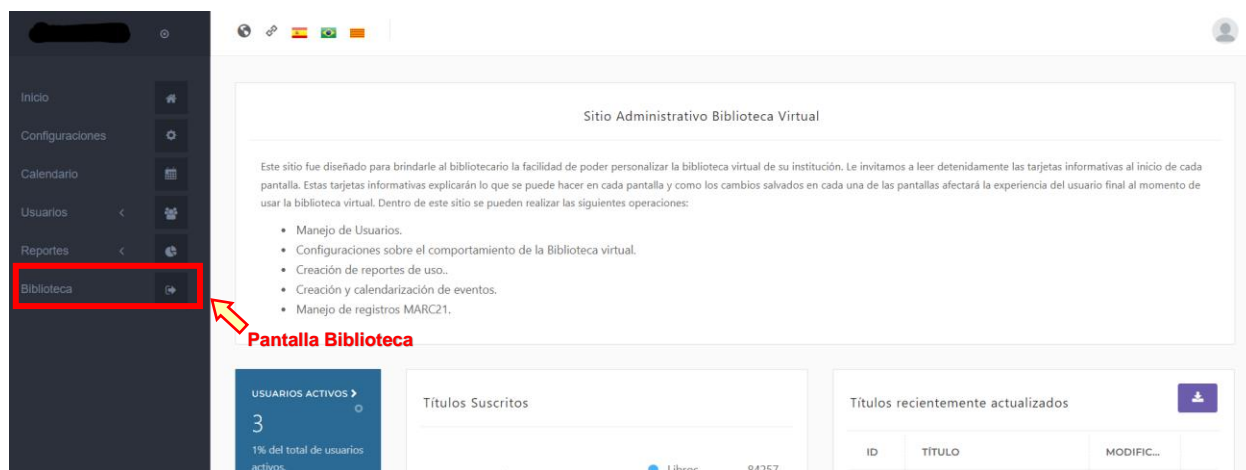 Inicio
Configuraciones
Calendario
Usuarios
Reportes
Biblioteca
Sitio Administrativo Biblioteca Virtual
Este sitio fue diseñado para brindarle al bibliotecario la facilidad de poder personalizar la biblioteca virtual de su institución. Le invitamos a leer detenidamente las tarjetas informativas al inicio de cada
pantalla. Estas tarjetas informativas explicarán lo que se puede hacer en cada pantalla y como los cambios salvados en cada una de las pantallas afectará la experiencia del usuario final al momento de
usar la biblioteca virtual. Dentro de este sitio se pueden realizar las siguientes operaciones:
• Manejo de Usuarios.
• Configuraciones sobre el comportamiento de la Biblioteca virtual.
• Creación de reportes de uso..
• Creación y calendarización de eventos.
• Manejo de registros MARC21.
Pantalla Biblioteca
USUARIOS ACTIVOS
3
1% del total de usuarios
activos.
Títulos Suscritos
Libros 84257
Títulos recientemente actualizados
ID TÍTULO MODIFIC...